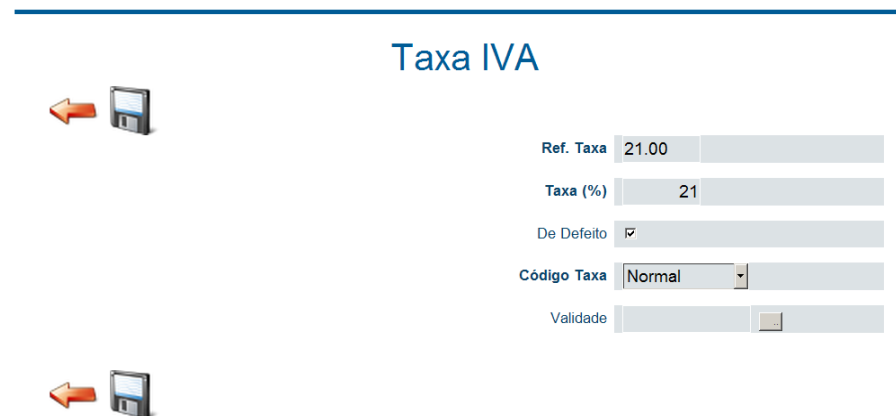 Taxa IVA
Ref. Taxa 21.00
Taxa (%) 21
De Defeito
Código Taxa Normal
Validade
..